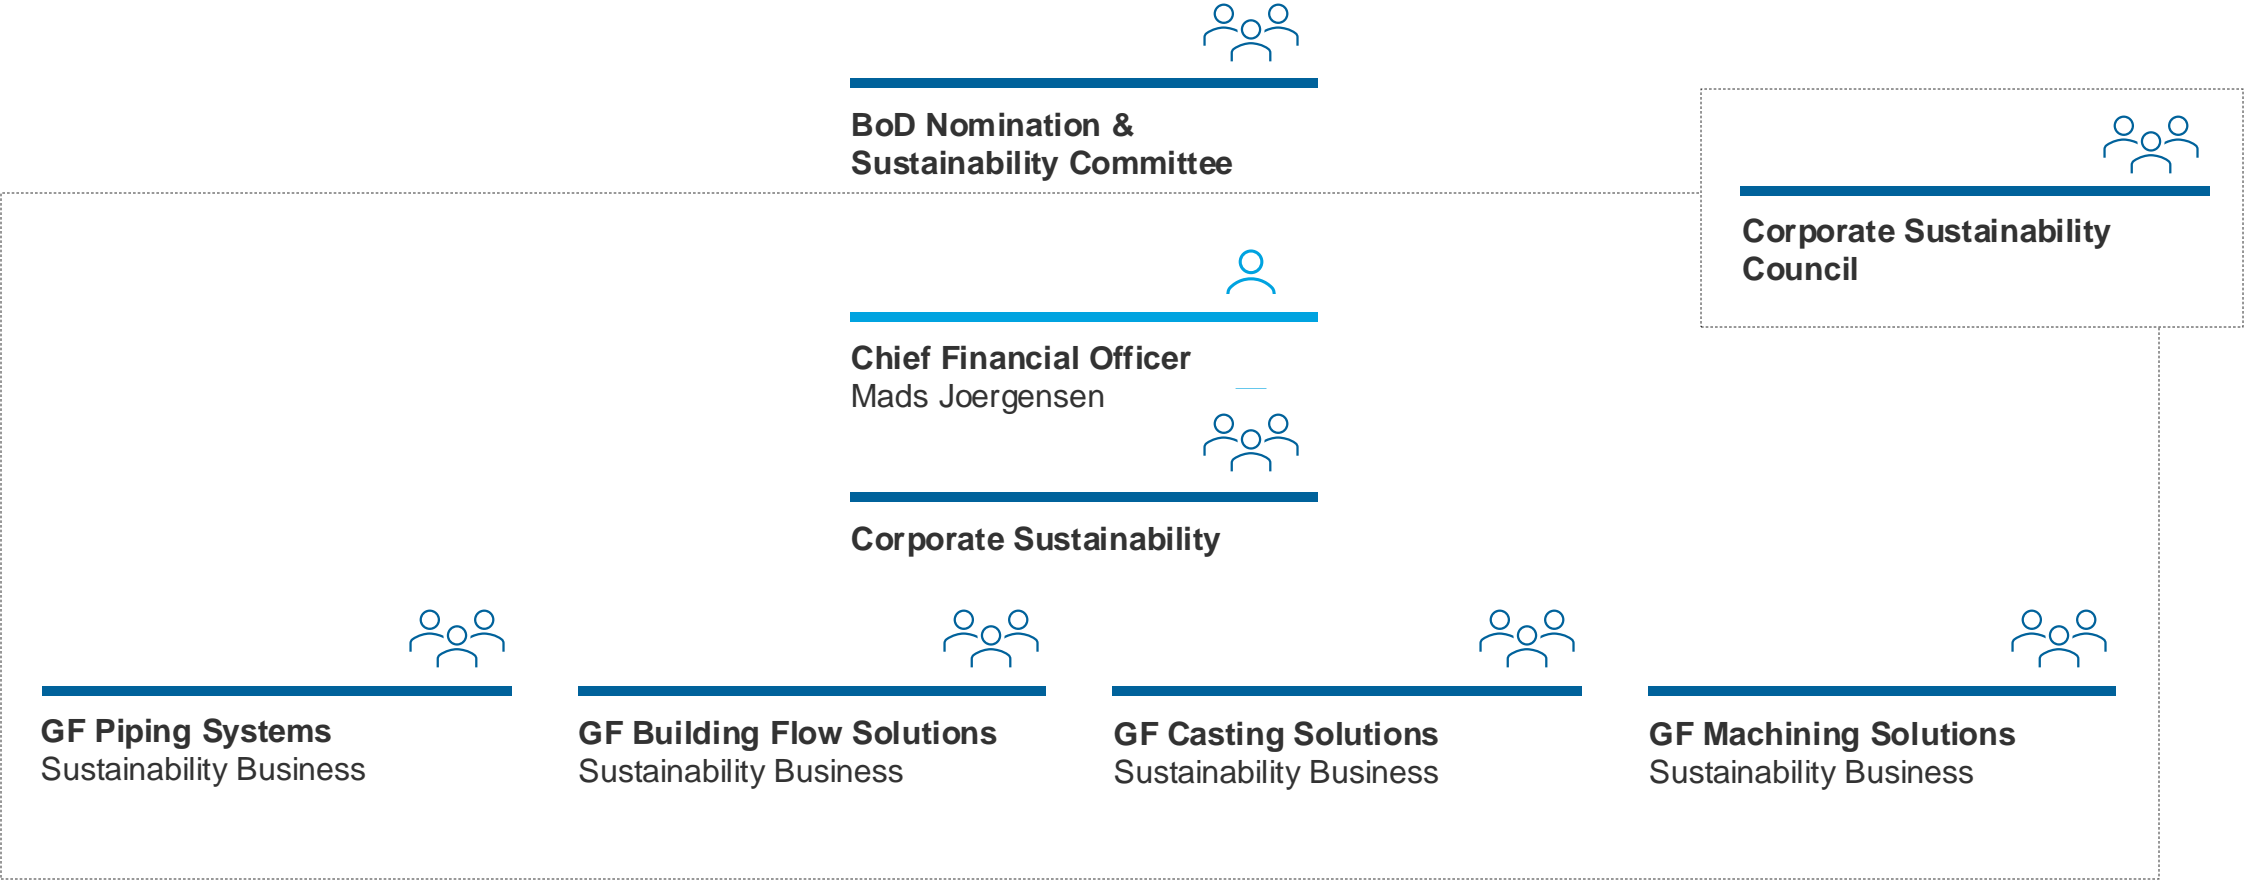 BoD Nomination &
Sustainability Committee
Corporate Sustainability
Council
Chief Financial Officer
Mads Joergensen
Corporate Sustainability
GF Piping Systems
Sustainability Business
GF Building Flow Solutions
Sustainability Business
GF Casting Solutions
Sustainability Business
GF Machining Solutions
Sustainability Business